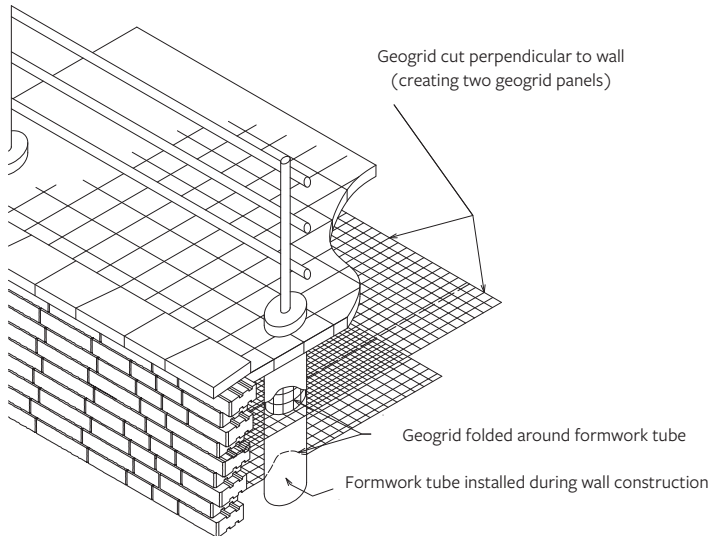 Geogrid cut perpendicular to wall
(creating two geogrid panels)
Geogrid folded around formwork tube
Formwork tube installed during wall construction